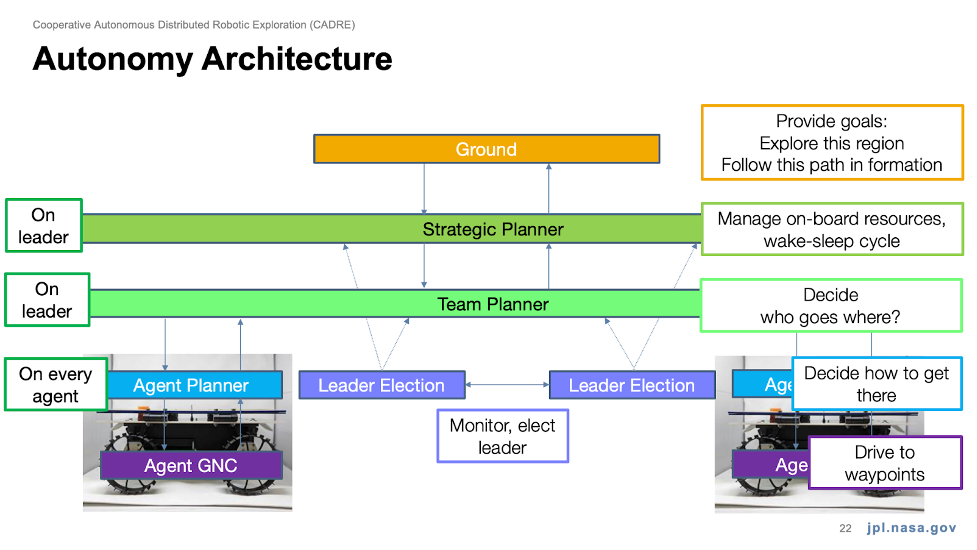 Cooperative Autonomous Distributed Robotic Exploration (CADRE)
Autonomy Architecture
Provide goals:
Explore this region
Follow this path in formation
Ground
On
leader
Strategic Planner
Manage on-board resources,
wake-sleep cycle
On
leader
Team Planner
Decide
who goes where?
On every
agent
Agent Planner
Leader Election
Leader Election
Age
Decide how to get
there
Monitor, elect
leader
Agent GNC
Age
Drive to
waypoints
22
jpl.nasa.gov